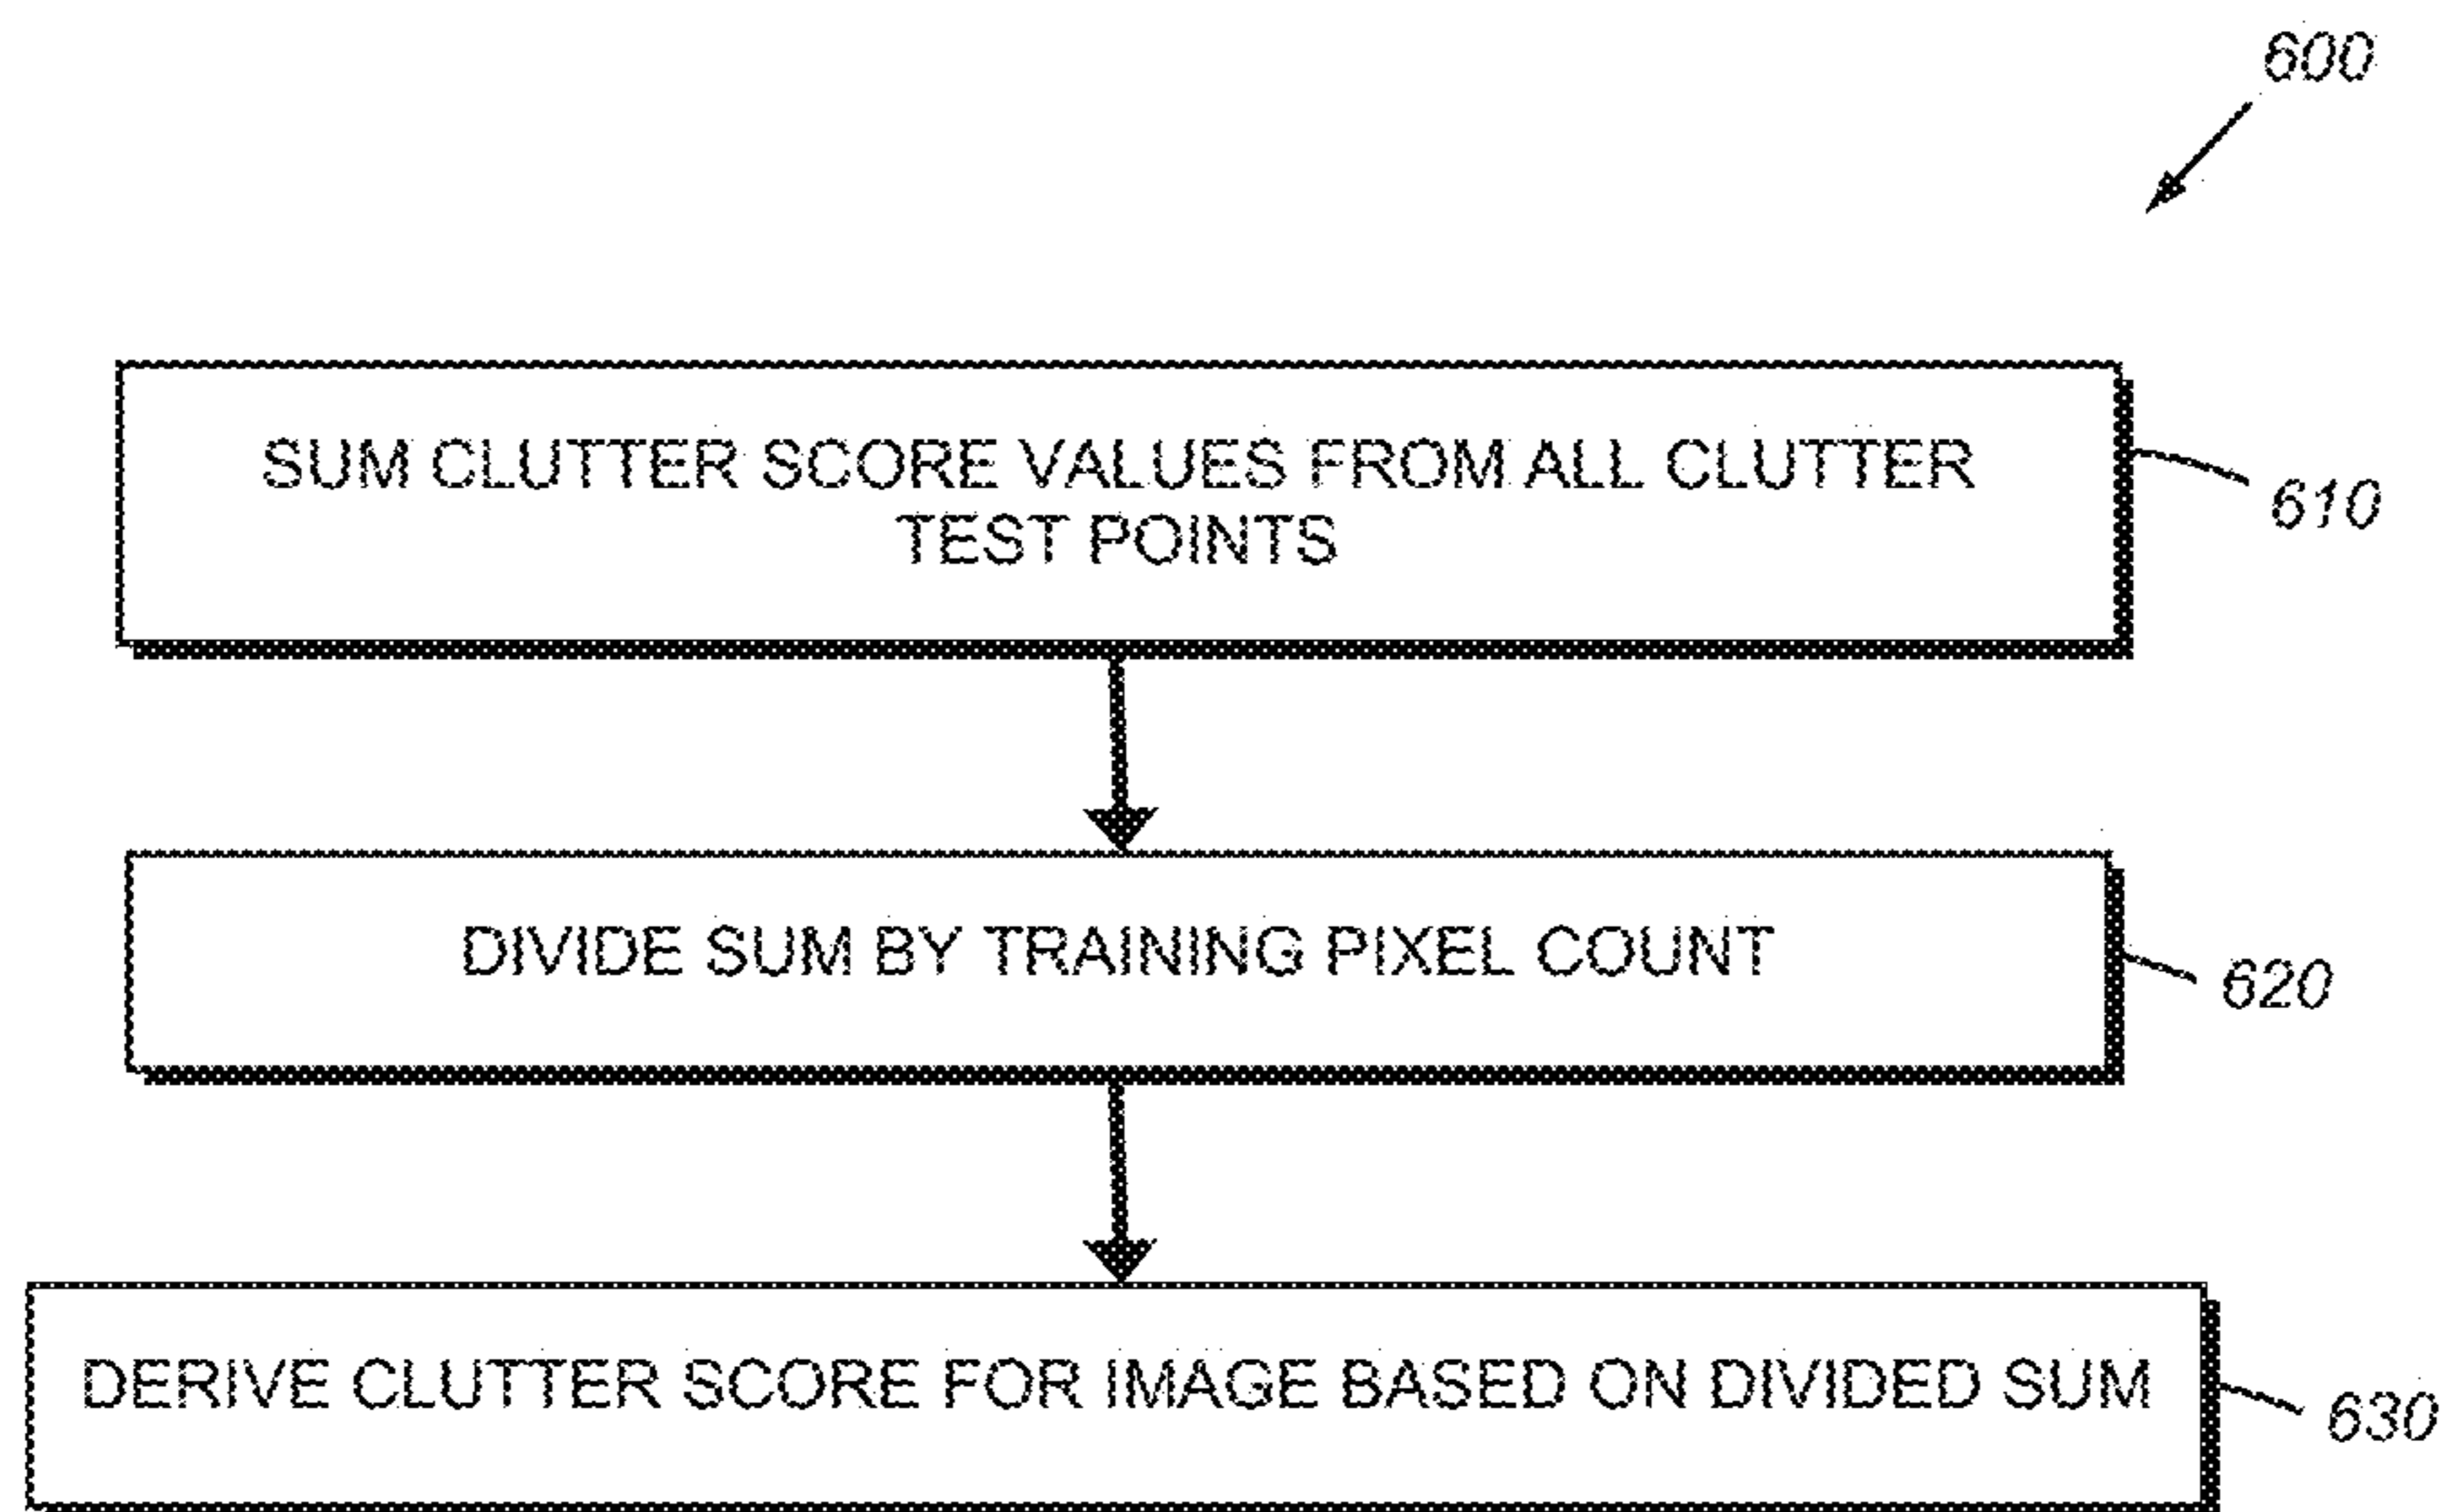 600
SUM CLUTTER SCORE VALUES FROM ALL CLUTTER
TEST POINTS
610
DIVIDE SUM BY TRAINING PIXEL COUNT
620
DERIVE CLUTTER SCORE FOR IMAGE BASED ON DIVIDED SUM
630